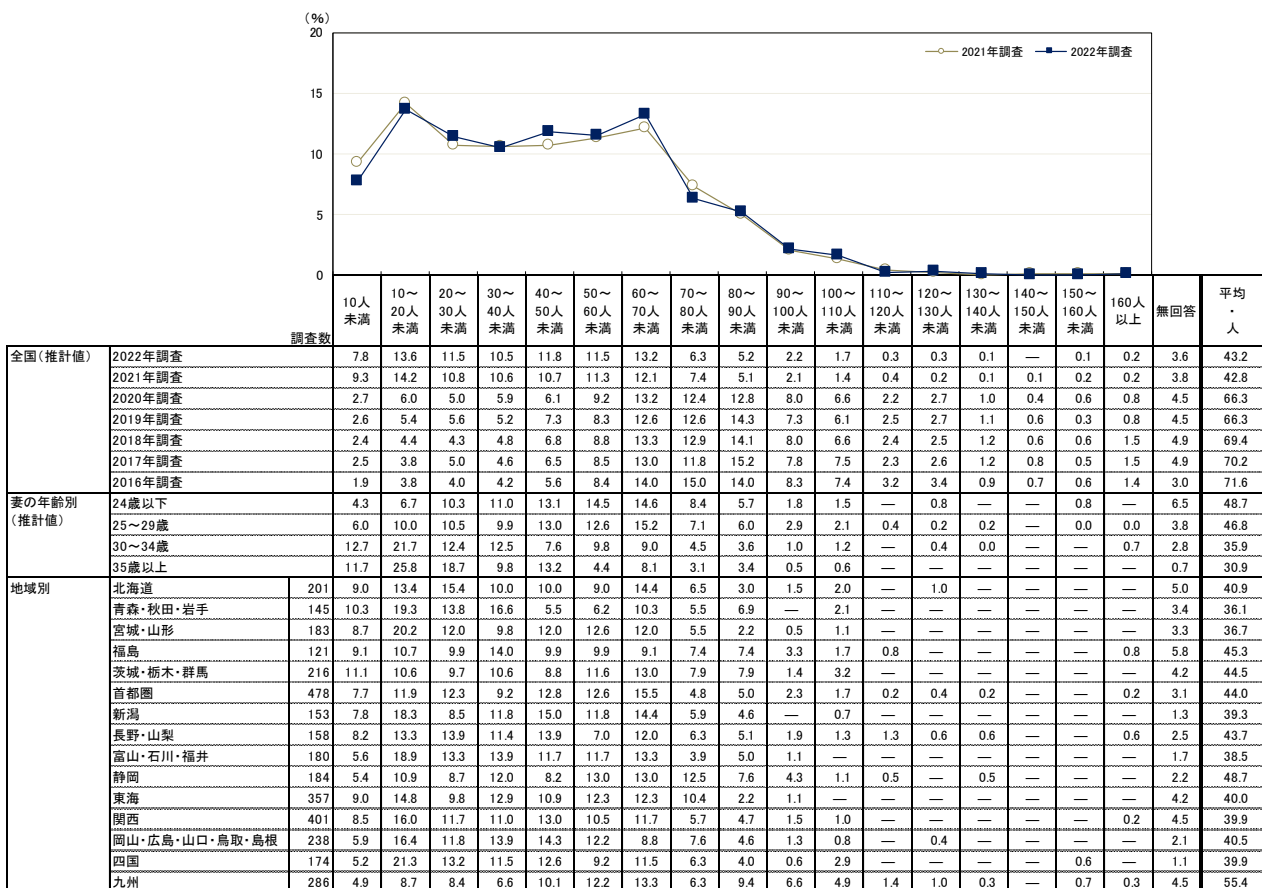 (%)
20
15
10
5
0
2021年調査 2022年調査
調査数 10人未満 10～20人未満 20～30人未満 30～40人未満 40～50人未満 50～60人未満 60～70人未満 70～80人未満 80～90人未満 90～100人未満 100～110人未満 110～120人未満 120～130人未満 130～140人未満 140～150人未満 150～160人未満 160人以上 無回答 平均・人
全国(推計値) 2022年調査 7.8 13.6 11.5 10.5 11.8 11.5 13.2 6.3 5.2 2.2 1.7 0.3 0.3 0.1 — 0.1 0.2 3.6 43.2
2021年調査 9.3 14.2 10.8 10.6 10.7 11.3 12.1 7.4 5.1 2.1 1.4 0.4 0.2 0.1 0.1 0.2 0.2 3.8 42.8
2020年調査 2.7 6.0 5.0 5.9 6.1 9.2 13.2 12.4 12.8 8.0 6.6 2.2 2.7 1.0 0.4 0.6 0.8 4.5 66.3
2019年調査 2.6 5.4 5.6 5.2 7.3 8.3 12.6 12.6 14.3 7.3 6.1 2.5 2.7 1.1 0.6 0.3 0.8 4.5 66.3
2018年調査 2.4 4.4 4.3 4.8 6.8 8.8 13.3 12.9 14.1 8.0 6.6 2.4 2.5 1.2 0.6 0.6 1.5 4.9 69.4
2017年調査 2.5 3.8 5.0 4.6 6.5 8.5 13.0 11.8 15.2 7.8 7.5 2.3 2.6 1.2 0.8 0.5 1.5 4.9 70.2
2016年調査 1.9 3.8 4.0 4.2 5.6 8.4 14.0 15.0 14.0 8.3 7.4 3.2 3.4 0.9 0.7 0.6 1.4 3.0 71.6
妻の年齢別(推計値) 24歳以下 4.3 6.7 10.3 11.0 13.1 14.5 14.6 8.4 5.7 1.8 1.5 — 0.8 — — 0.8 — 6.5 48.7
25～29歳 6.0 10.0 10.5 9.9 13.0 12.6 15.2 7.1 6.0 2.9 2.1 0.4 0.2 0.2 — 0.0 0.0 3.8 46.8
30～34歳 12.7 21.7 12.4 12.5 7.6 9.8 9.0 4.5 3.6 1.0 1.2 — 0.4 0.0 — — 0.7 2.8 35.9
35歳以上 11.7 25.8 18.7 9.8 13.2 4.4 8.1 3.1 3.4 0.5 0.6 — — — — — — 0.7 30.9
地域別 北海道 201 9.0 13.4 15.4 10.0 10.0 9.0 14.4 6.5 3.0 1.5 2.0 — 1.0 — — — — 5.0 40.9
青森・秋田・岩手 145 10.3 19.3 13.8 16.6 5.5 6.2 10.3 5.5 6.9 — 2.1 — — — — — — 3.4 36.1
宮城・山形 183 8.7 20.2 12.0 9.8 12.0 12.6 12.0 5.5 2.2 0.5 1.1 — — — — — — 3.3 36.7
福島 121 9.1 10.7 9.9 14.0 9.9 9.9 9.1 7.4 7.4 3.3 1.7 0.8 — — — — 0.8 5.8 45.3
茨城・栃木・群馬 216 11.1 10.6 9.7 10.6 8.8 11.6 13.0 7.9 7.9 1.4 3.2 — — — — — — 4.2 44.5
首都圏 478 7.7 11.9 12.3 9.2 12.8 12.6 15.5 4.8 5.0 2.3 1.7 0.2 0.4 0.2 — — 0.2 3.1 44.0
新潟 153 7.8 18.3 8.5 11.8 15.0 11.8 14.4 5.9 4.6 — 0.7 — — — — — — 1.3 39.3
長野・山梨 158 8.2 13.3 13.9 11.4 13.9 7.0 12.0 6.3 5.1 1.9 1.3 1.3 0.6 0.6 — — 0.6 2.5 43.7
富山・石川・福井 180 5.6 18.9 13.3 13.9 11.7 11.7 13.3 3.9 5.0 1.1 — — — — — — — 1.7 38.5
静岡 184 5.4 10.9 8.7 12.0 8.2 13.0 13.0 12.5 7.6 4.3 1.1 0.5 — 0.5 — — — 2.2 48.7
東海 357 9.0 14.8 9.8 12.9 10.9 12.3 12.3 10.4 2.2 1.1 — — — — — — — 4.2 40.0
関西 401 8.5 16.0 11.7 11.0 13.0 10.5 11.7 5.7 4.7 1.5 1.0 — — — — — 0.2 4.5 39.9
岡山・広島・山口・鳥取・島根 238 5.9 16.4 11.8 13.9 14.3 12.2 8.8 7.6 4.6 1.3 0.8 — 0.4 — — — — 2.1 40.5
四国 174 5.2 21.3 13.2 11.5 12.6 9.2 11.5 6.3 4.0 0.6 2.9 — — — — 0.6 — 1.1 39.9
九州 286 4.9 8.7 8.4 6.6 10.1 12.2 13.3 6.3 9.4 6.6 4.9 1.4 1.0 0.3 — 0.7 0.3 4.5 55.4